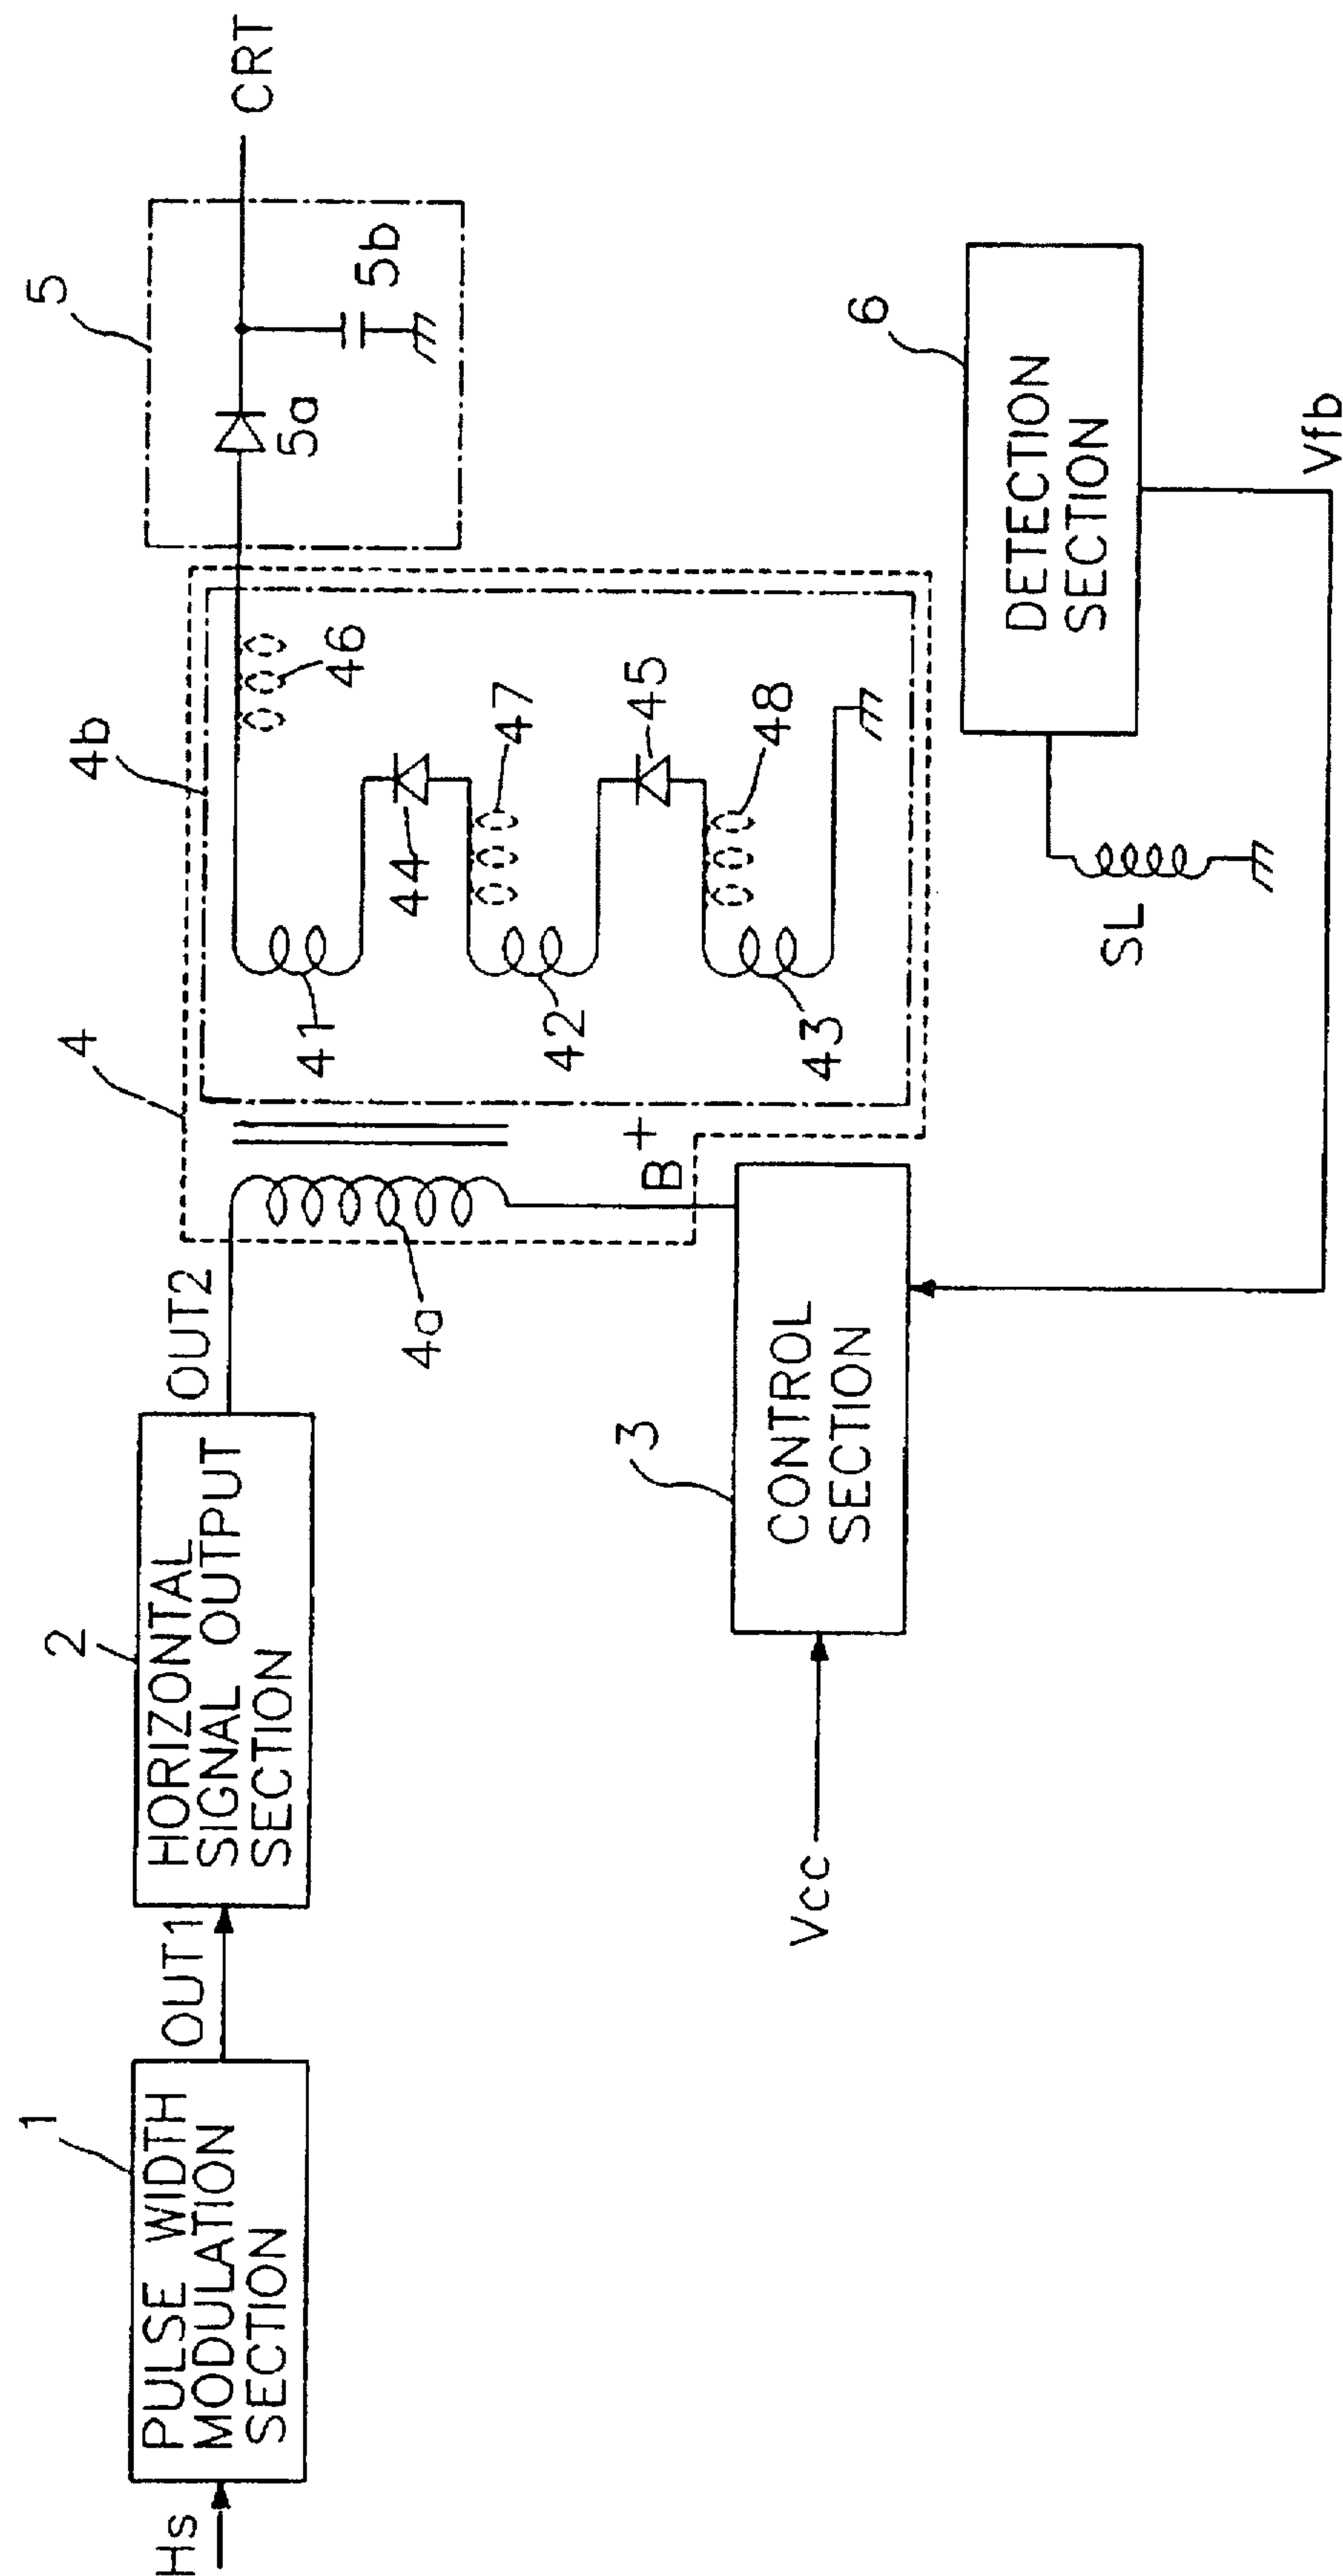 Hs
1
PULSE WIDTH
MODULATION
SECTION
OUT1
2
HORIZONTAL
SIGNAL OUTPUT
SECTION
OUT2
4
4a
4b
41
42
43
44
45
46
47
48
B+
5
5a
5b
CRT
Vcc
3
CONTROL
SECTION
SL
6
DETECTION
SECTION
Vfb